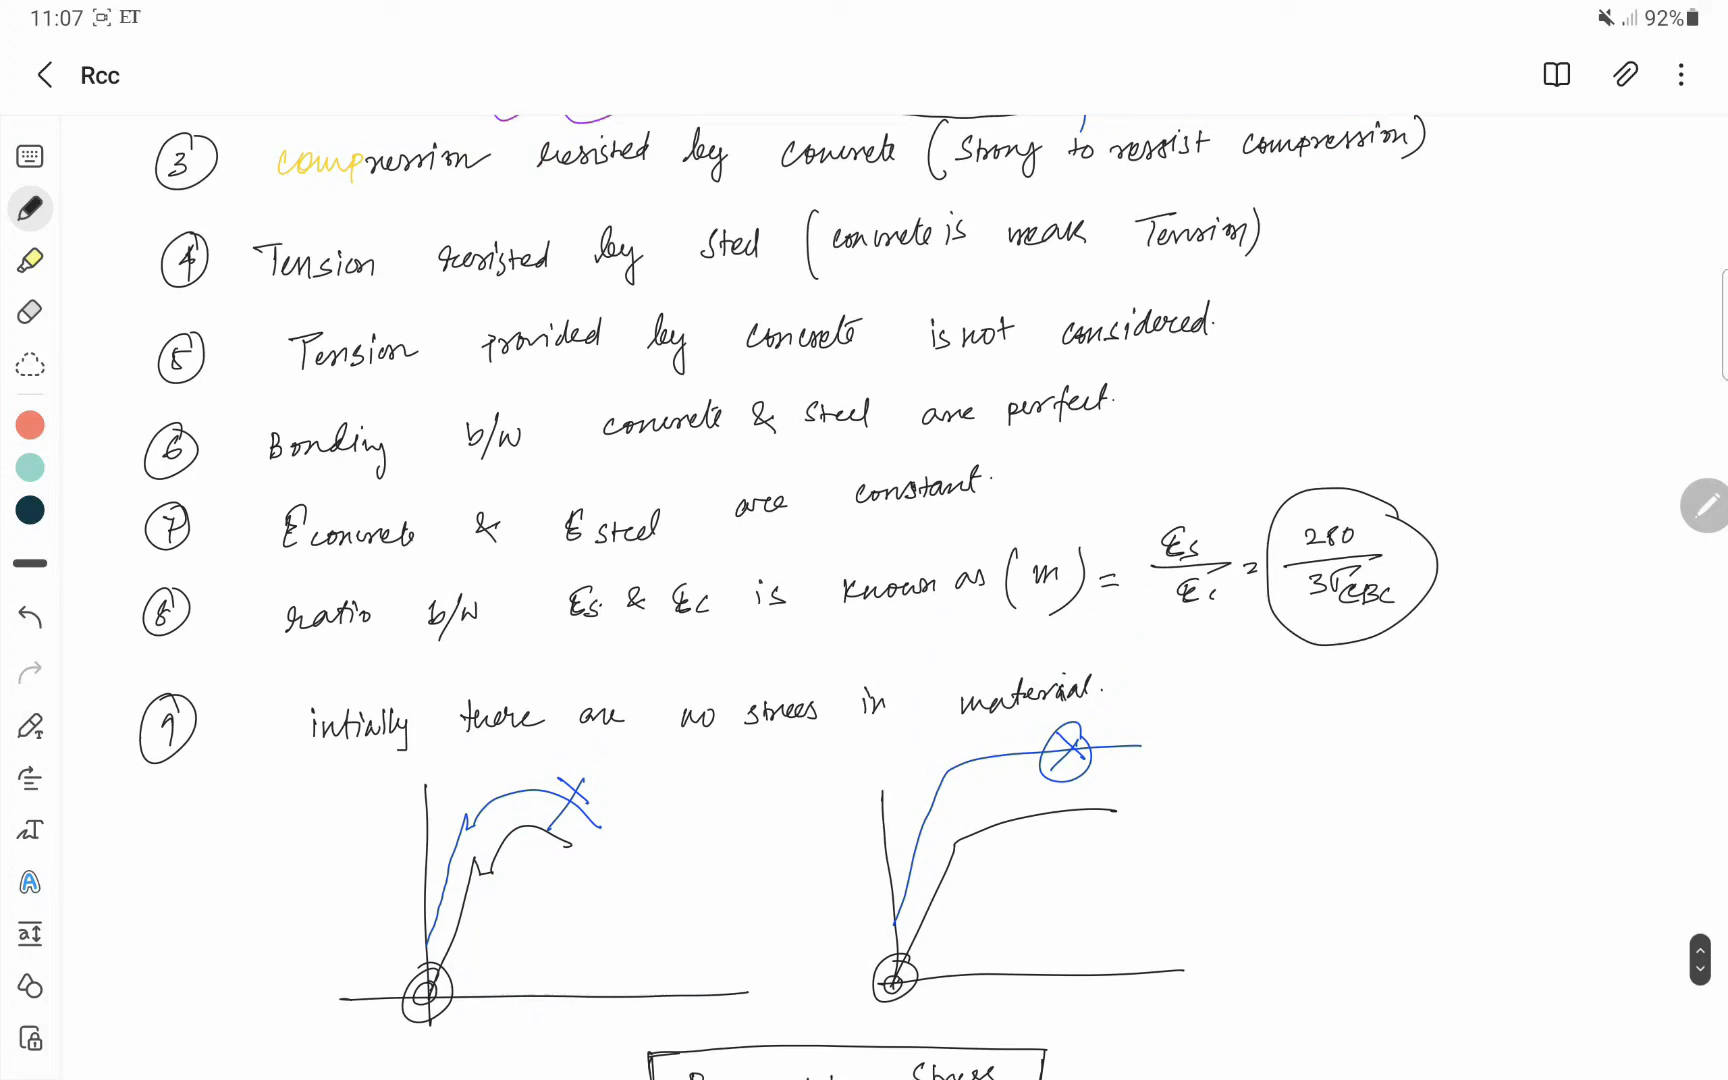 11:07 ET 92%
Rcc
3 compression resisted by concrete (strong to ressist compression)
4 Tension resisted by steel (concrete is weak Tension)
5 Tension provided by concrete is not considered.
6 Bonding b/w concrete & steel are perfect.
7 E concrete & E steel are constant.
8 ratio b/w Es & Ec is known as (m) = Es/Ec = 280/3σCBC
9 intially there are no strees in material.
Stress